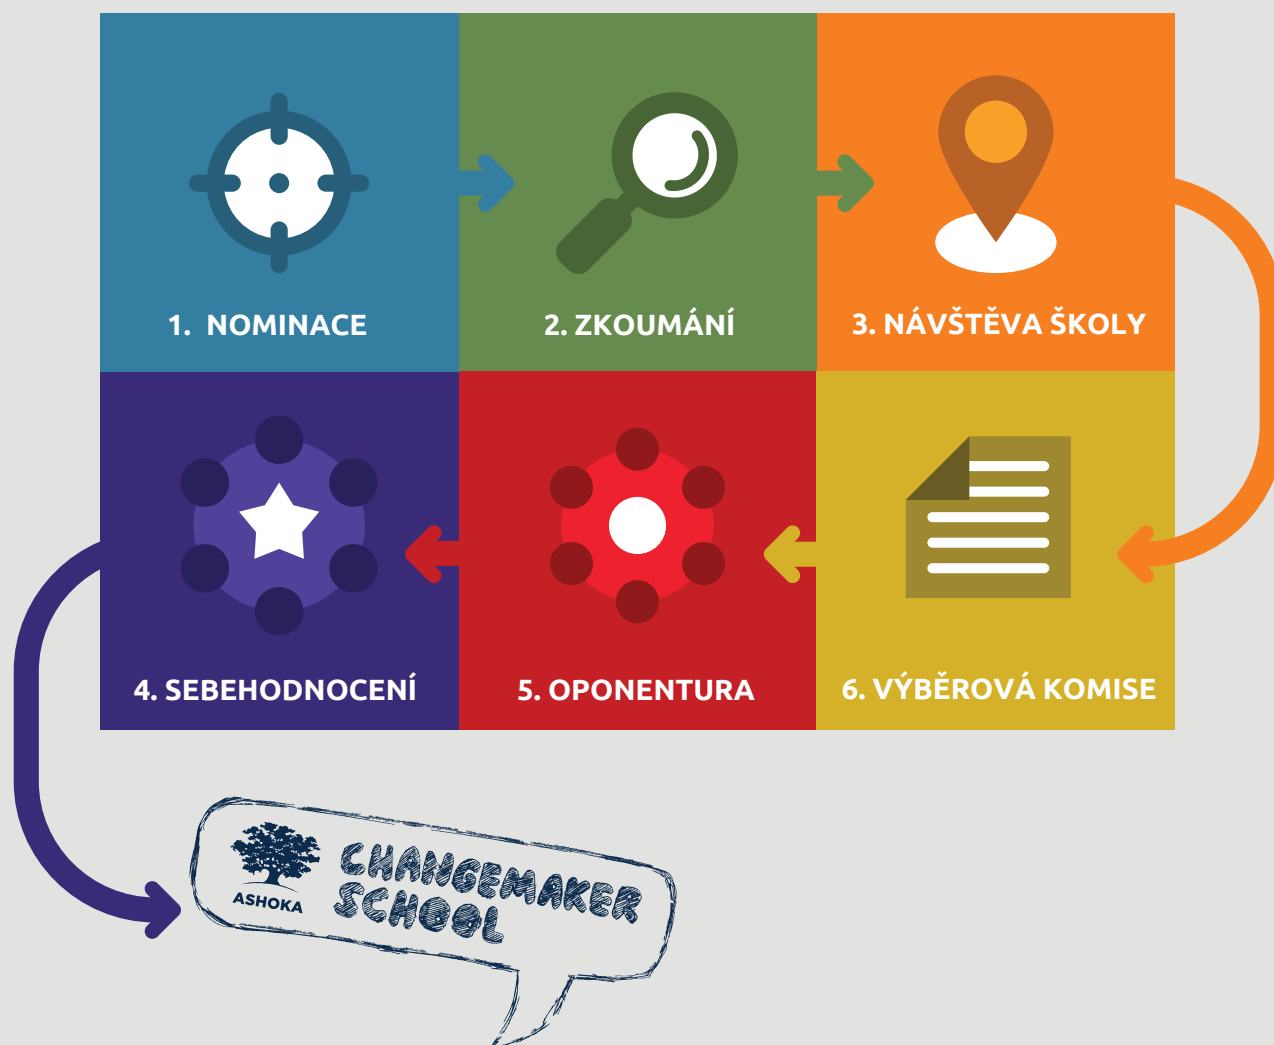 1. NOMINACE
2. ZKOUMÁNÍ
3. NÁVŠTĚVA ŠKOLY
4. SEBEHODNOCENÍ
5. OPONENTURA
6. VÝBĚROVÁ KOMISE
ASHOKA
CHANGEMAKER
SCHOOL